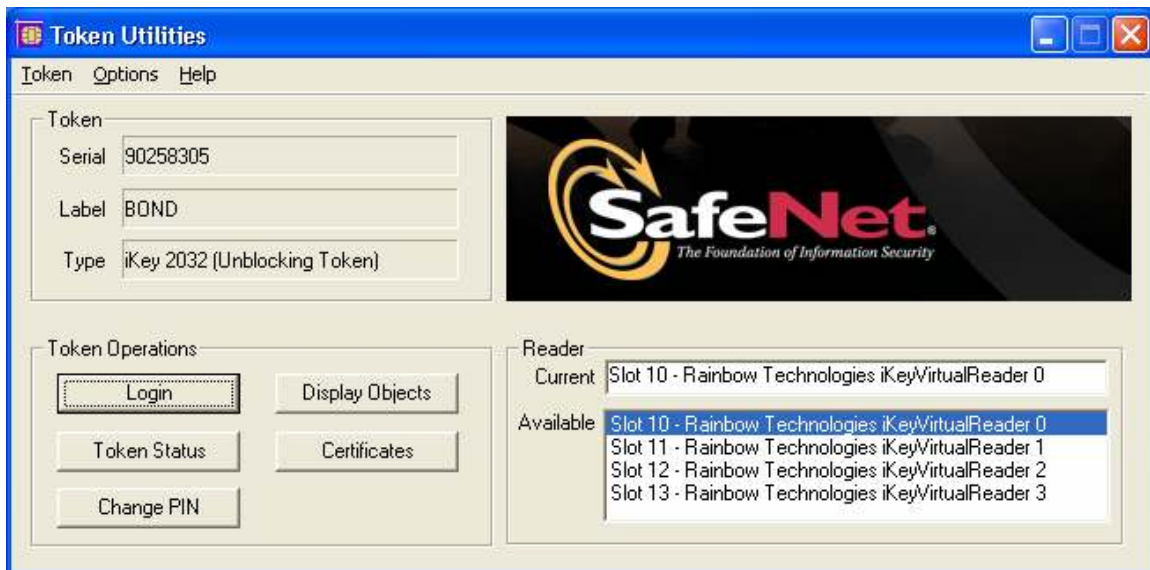 Token Utilities
Token Options Help
Token
Serial 90258305
Label BOND
Type iKey 2032 (Unblocking Token)
SafeNet®
The Foundation of Information Security
Token Operations
Login Display Objects
Token Status Certificates
Change PIN
Reader
Current Slot 10 - Rainbow Technologies iKeyVirtualReader 0
Available Slot 10 - Rainbow Technologies iKeyVirtualReader 0
Slot 11 - Rainbow Technologies iKeyVirtualReader 1
Slot 12 - Rainbow Technologies iKeyVirtualReader 2
Slot 13 - Rainbow Technologies iKeyVirtualReader 3